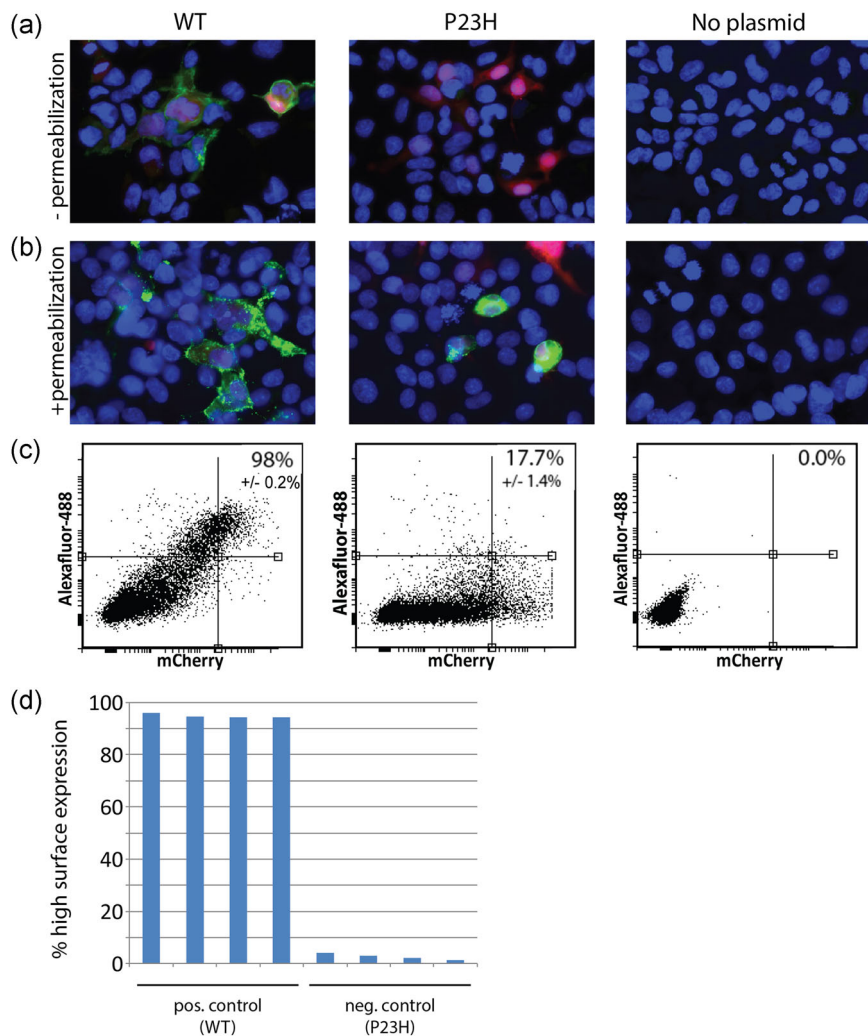 (a)
WT
P23H
No plasmid
- permeabilization
(b)
+permeabilization
(c)
98%
+/- 0.2%
Alexafluor-488
mCherry
17.7%
+/- 1.4%
Alexafluor-488
mCherry
0.0%
Alexafluor-488
mCherry
(d)
% high surface expression
100
80
60
40
20
0
pos. control
(WT)
neg. control
(P23H)